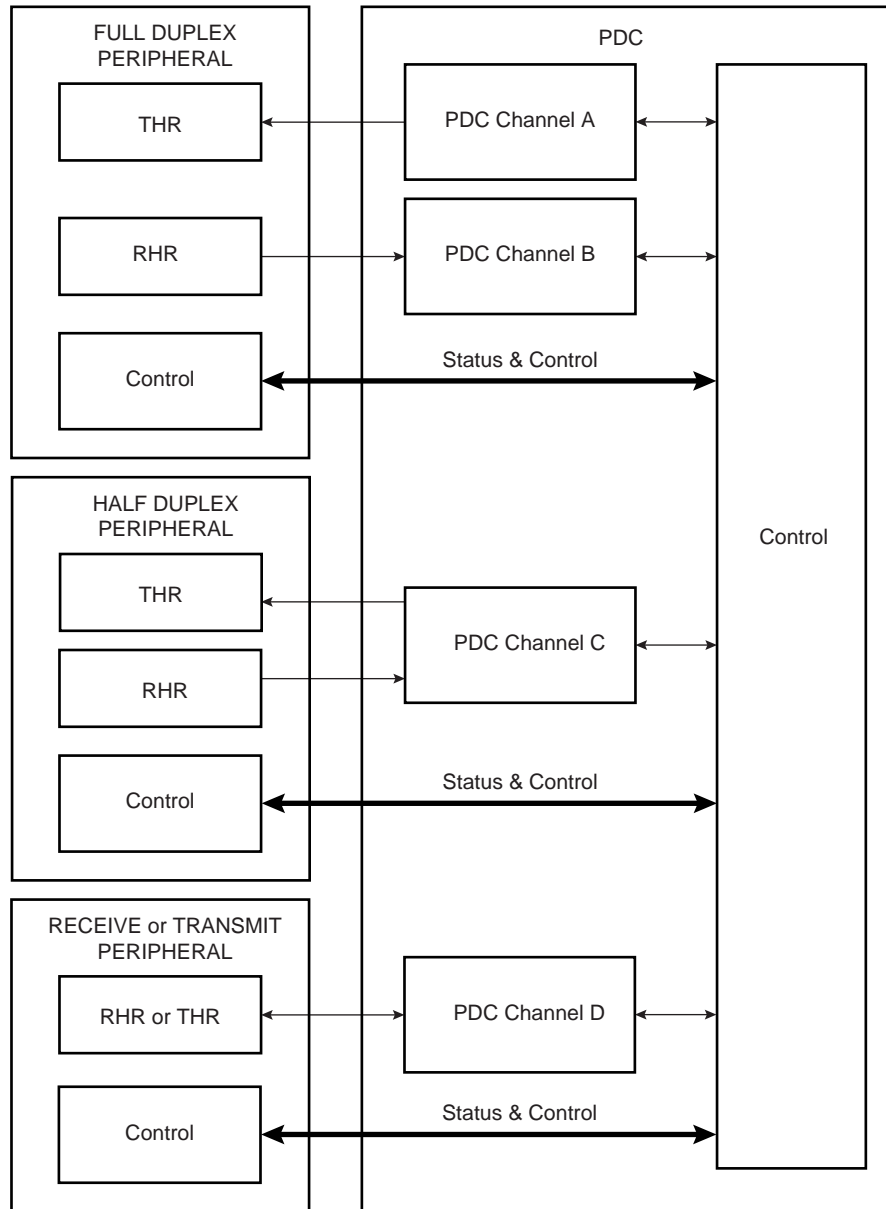 FULL DUPLEX
PERIPHERAL
THR
RHR
Control
PDC
PDC Channel A
PDC Channel B
Status & Control
HALF DUPLEX
PERIPHERAL
THR
RHR
Control
PDC Channel C
Status & Control
Control
RECEIVE or TRANSMIT
PERIPHERAL
RHR or THR
Control
PDC Channel D
Status & Control